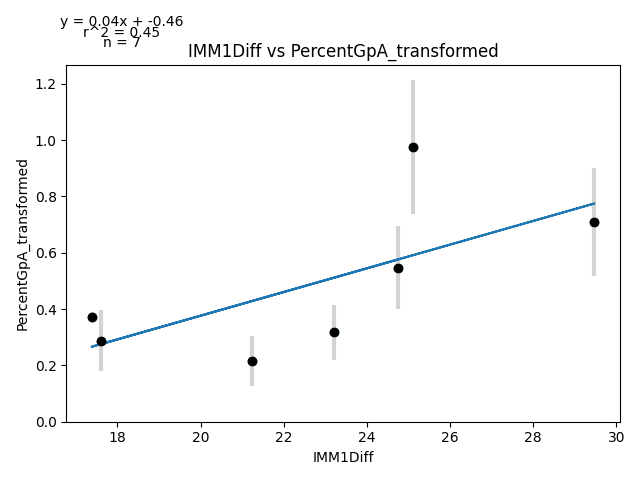 y = 0.04x + -0.46
r^2 = 0.45
n = 7
IMM1Diff vs PercentGpA_transformed
1.2
1.0
0.8
0.6
0.4
0.2
0.0
PercentGpA_transformed
18 20 22 24 26 28 30
IMM1Diff